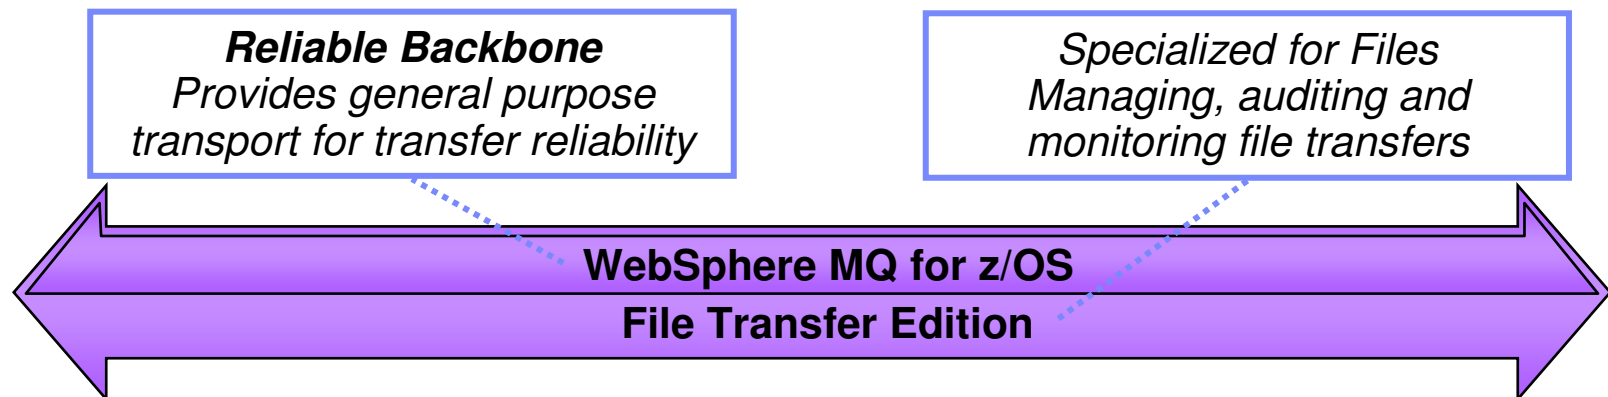 Reliable Backbone
Provides general purpose
transport for transfer reliability
Specialized for Files
Managing, auditing and
monitoring file transfers
WebSphere MQ for z/OS
File Transfer Edition